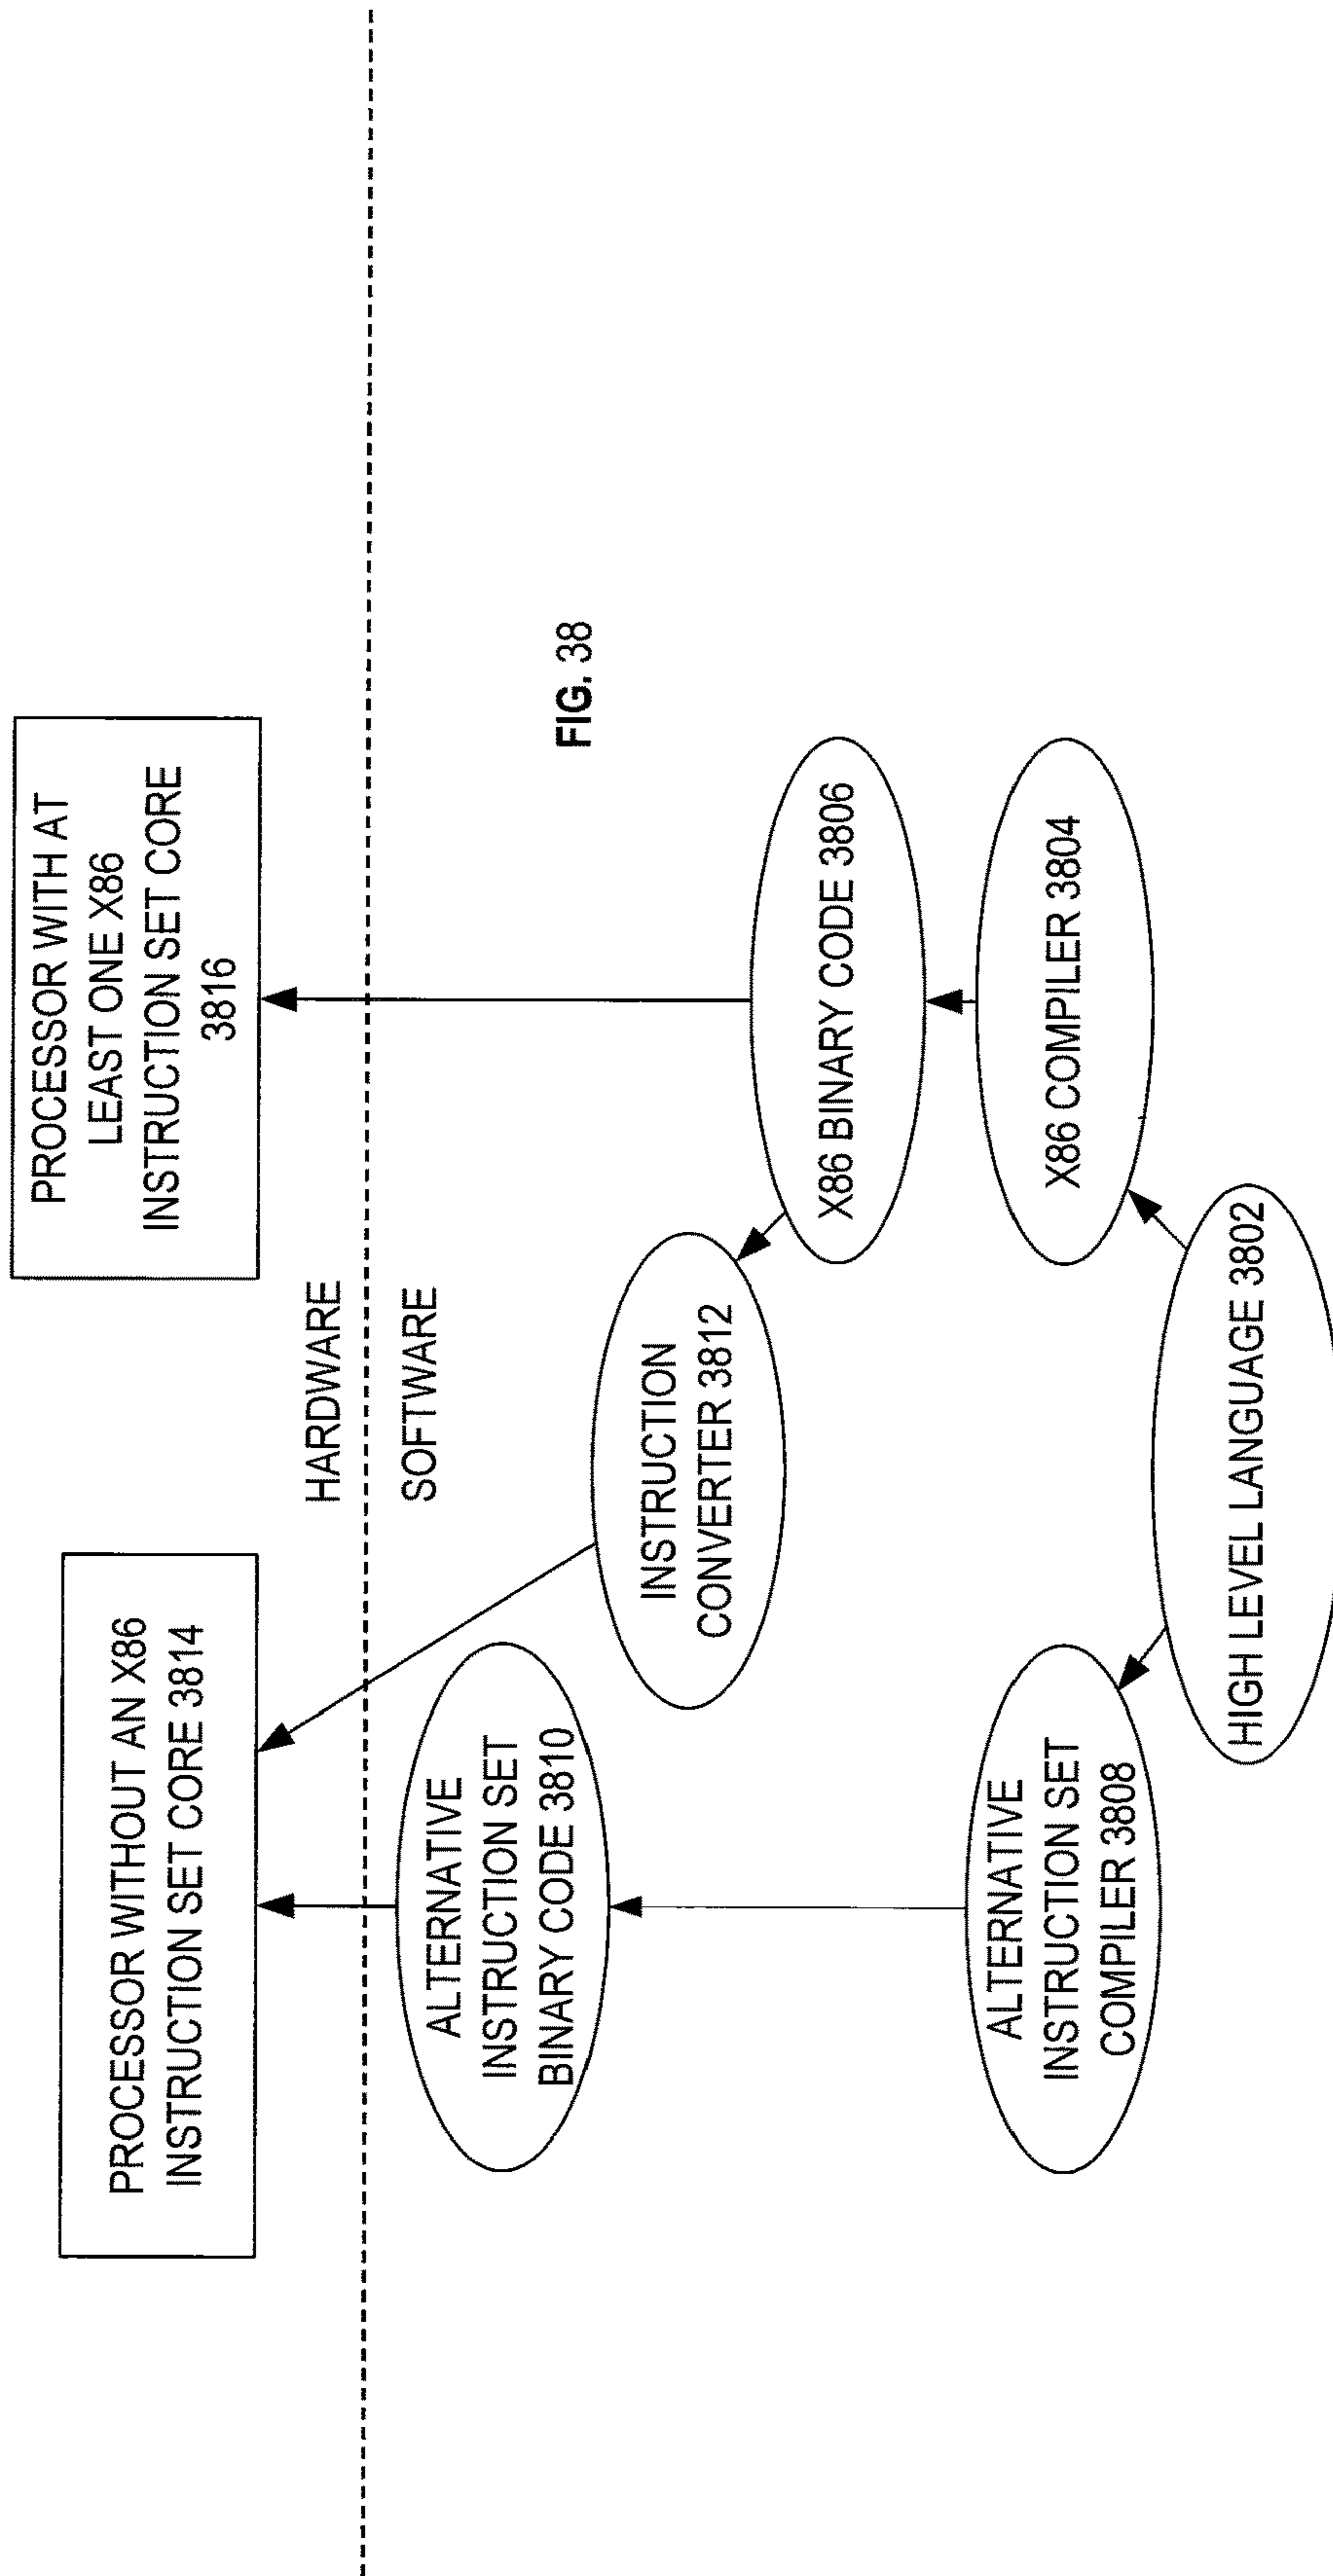 PROCESSOR WITHOUT AN X86
INSTRUCTION SET CORE 3814
PROCESSOR WITH AT
LEAST ONE X86
INSTRUCTION SET CORE
3816
HARDWARE
SOFTWARE
ALTERNATIVE
INSTRUCTION SET
BINARY CODE 3810
INSTRUCTION
CONVERTER 3812
FIG. 38
X86 BINARY CODE 3806
ALTERNATIVE
INSTRUCTION SET
COMPILER 3808
X86 COMPILER 3804
HIGH LEVEL LANGUAGE 3802